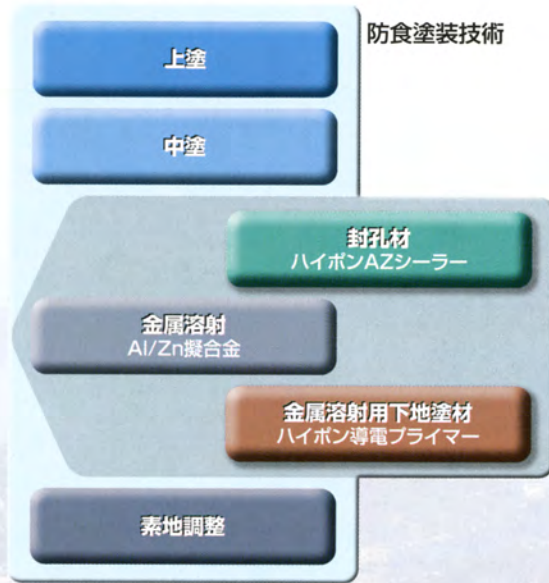 防食塗装技術
上塗
中塗
封孔材
ハイポンAZシーラー
金属溶射
Al/Zn擬合金
金属溶射用下地塗材
ハイポン導電プライマー
素地調整